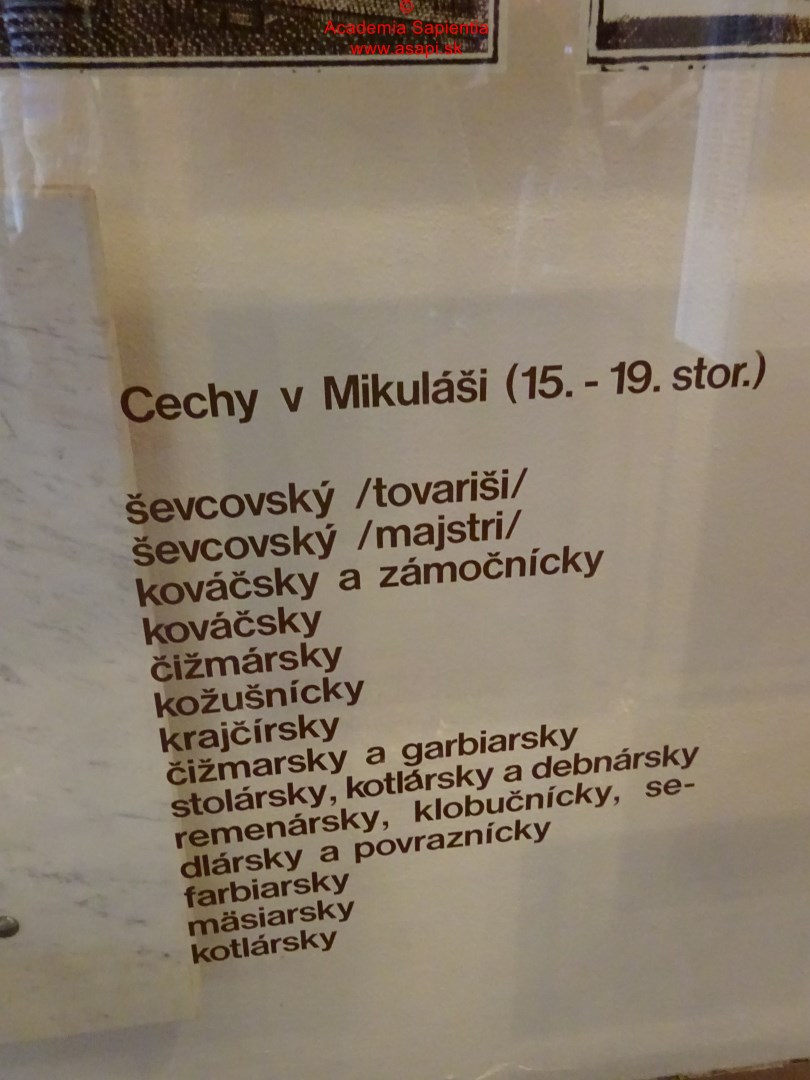 ©
Academia Sapientia
www.asapi.sk
Cechy v Mikuláši (15. - 19. stor.)
ševcovský /tovariši/
ševcovský /majstri/
kováčsky a zámočnícky
kováčsky
čižmársky
kožušnícky
krajčírsky
čižmarsky a garbiarsky
stolársky, kotlársky a debnársky
remenársky, klobučnícky, se-
dlársky a povraznícky
farbiarsky
mäsiarsky
kotlársky